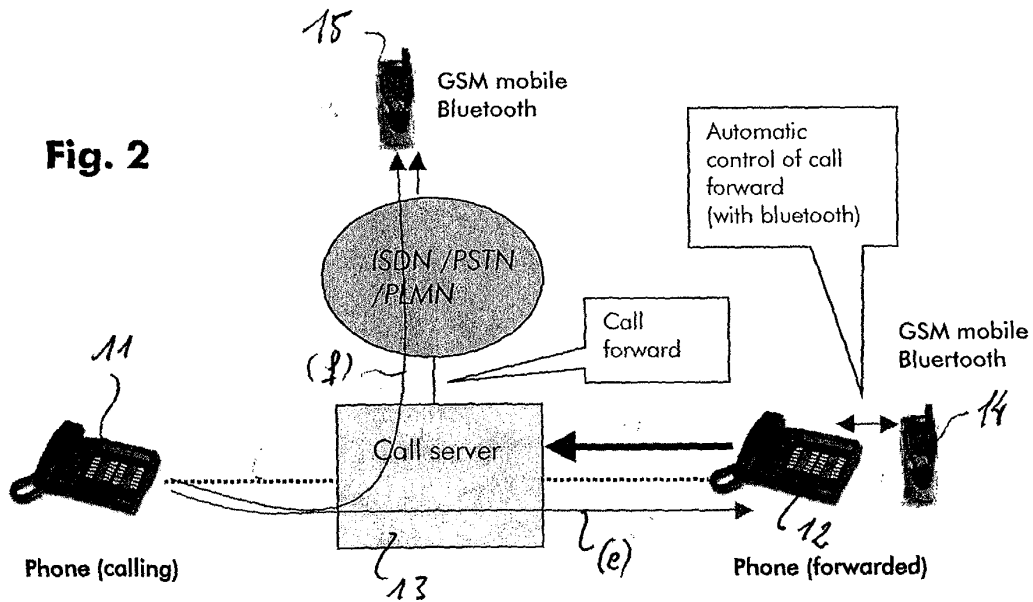 15
GSM mobile
Bluetooth
Fig. 2
Automatic
control of call
forward
(with bluetooth)
ISDN /PSTN
/PLMN
Call
forward
GSM mobile
Bluertooth
11
(f)
14
Call server
12
(e)
13
Phone (calling)
Phone (forwarded)